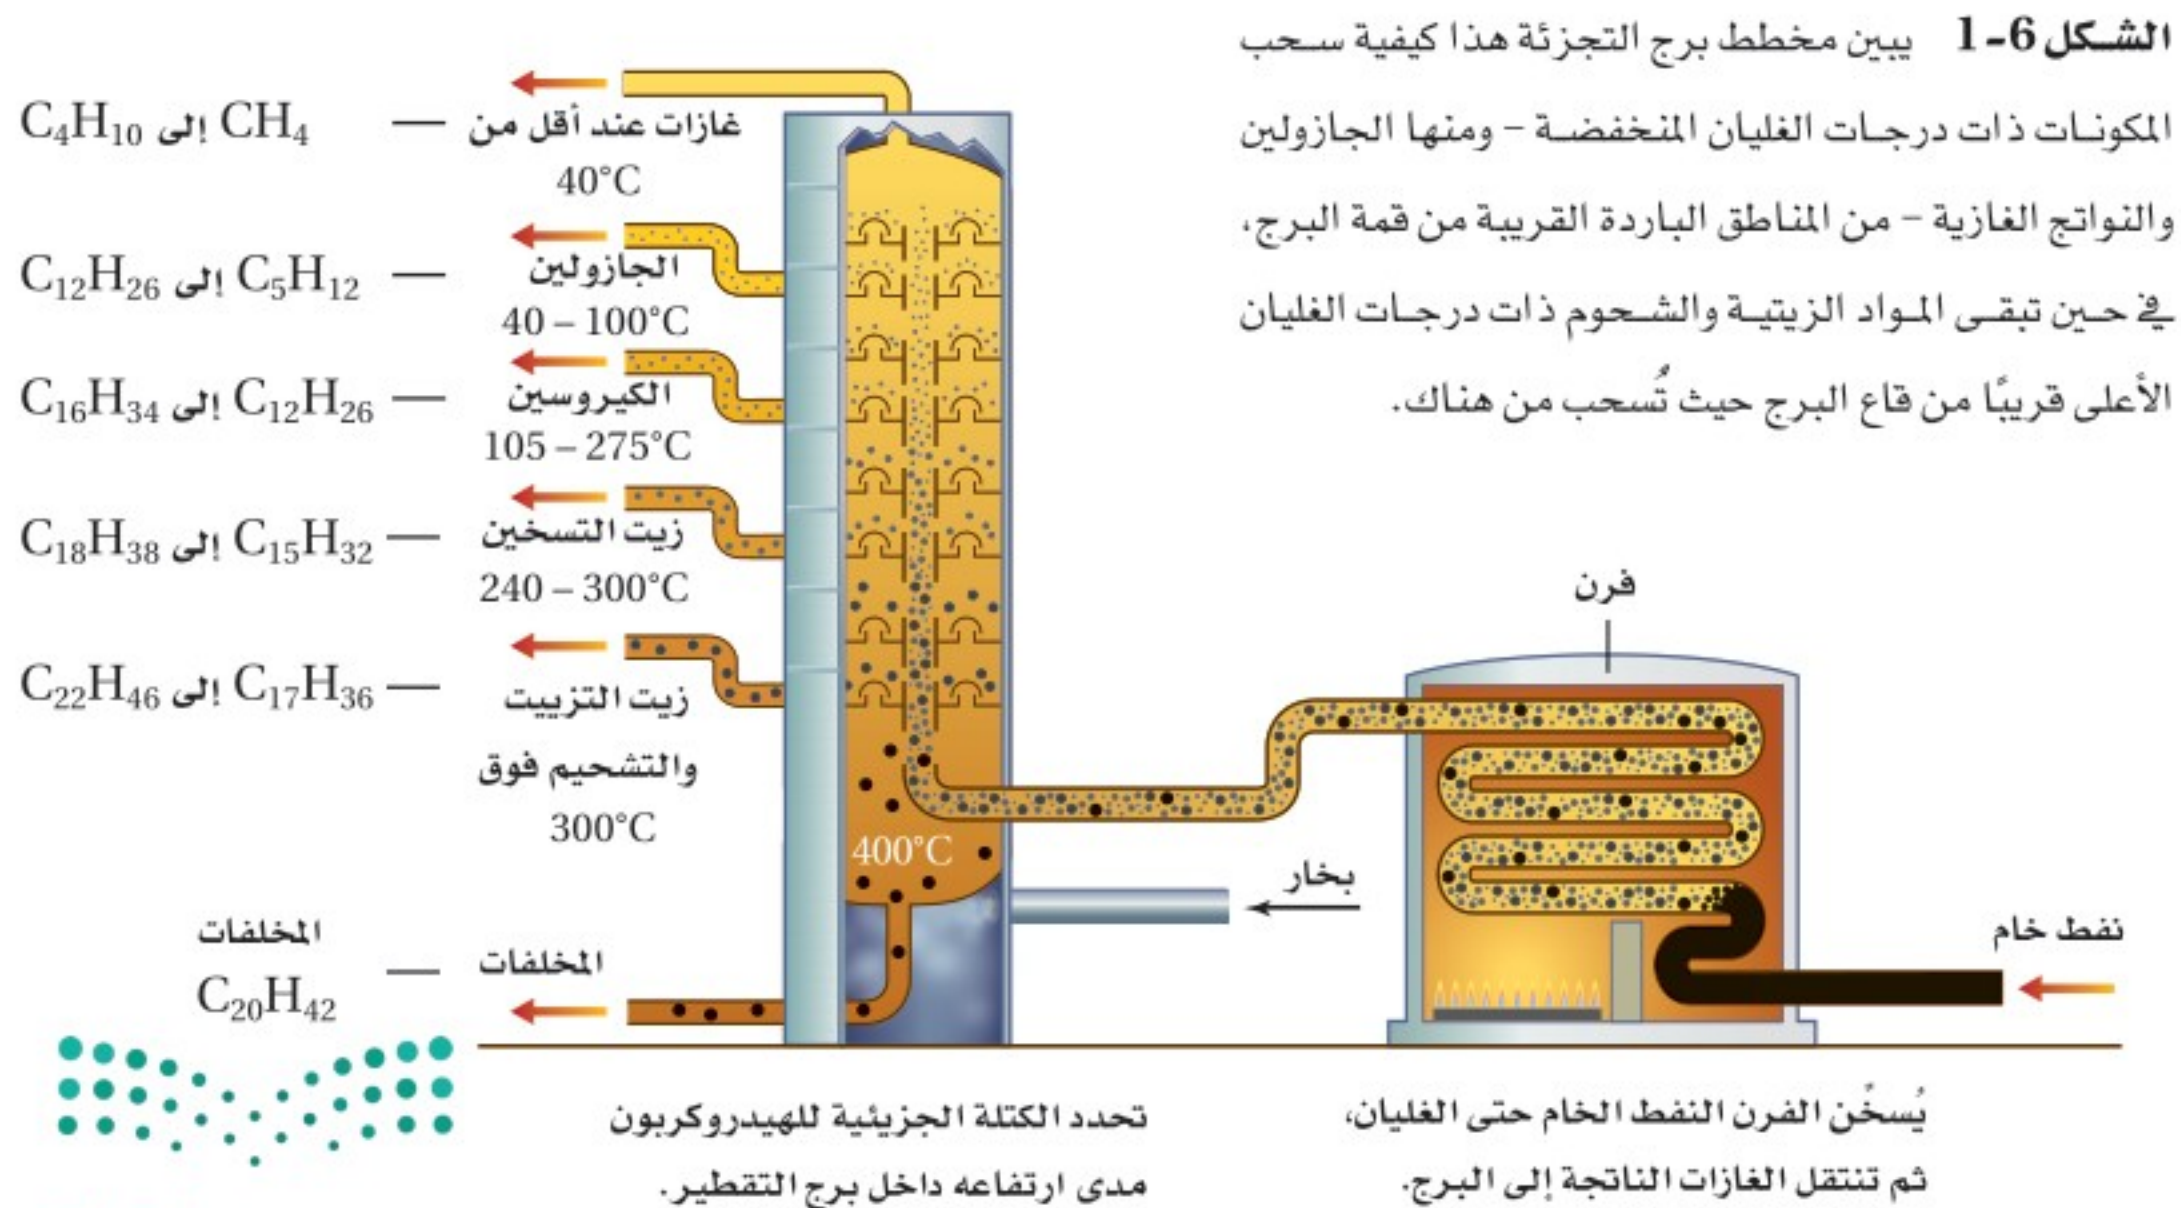 الشكل 6-1 يبين مخطط برج التجزئة هذا كيفية سحب
المكونات ذات درجات الغليان المنخفضة – ومنها الجازولين
والنواتج الغازية – من المناطق الباردة القريبة من قمة البرج،
في حين تبقى المواد الزيتية والشحوم ذات درجات الغليان
الأعلى قريبًا من قاع البرج حيث تُسحب من هناك.
غازات عند أقل من
40°C
CH₄ إلى C₄H₁₀
الجازولين
40 – 100°C
C₅H₁₂ إلى C₁₂H₂₆
الكيروسين
105 – 275°C
C₁₂H₂₆ إلى C₁₆H₃₄
زيت التسخين
240 – 300°C
C₁₅H₃₂ إلى C₁₈H₃₈
زيت التزييت
والتشحيم فوق
300°C
C₁₇H₃₆ إلى C₂₂H₄₆
400°C
فرن
بخار
نفط خام
المخلفات
المخلفات
C₂₀H₄₂
يُسخّن الفرن النفط الخام حتى الغليان،
ثم تنتقل الغازات الناتجة إلى البرج.
تحدد الكتلة الجزيئية للهيدروكربون
مدى ارتفاعه داخل برج التقطير.